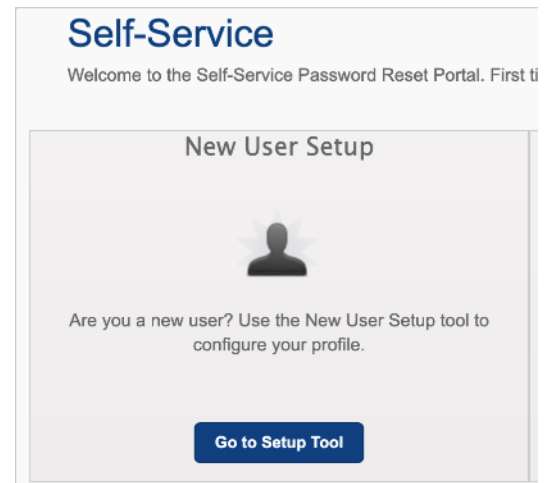 Self-Service
Welcome to the Self-Service Password Reset Portal. First
New User Setup
Are you a new user? Use the New User Setup tool to
configure your profile.
Go to Setup Tool